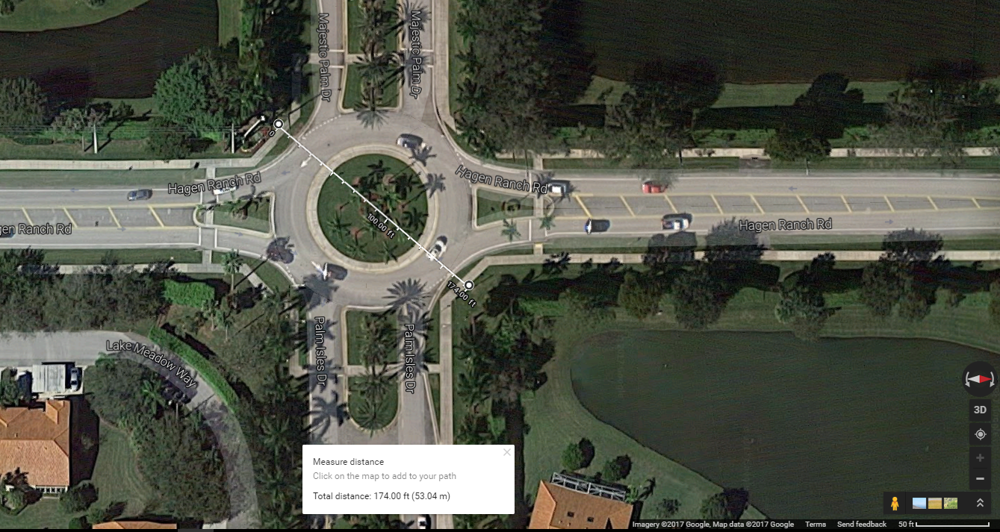 Majestic Palm Dr
Majestic Palm Dr
0
Hagen Ranch Rd
Hagen Ranch Rd
gen Ranch Rd
100.00 ft
Hagen Ranch Rd
174.00 ft
Palm Isles Dr
Palm Isles Dr
Lake Meadow Way
3D
Measure distance
Click on the map to add to your path
Total distance: 174.00 ft (53.04 m)
Imagery ©2017 Google, Map data ©2017 Google Terms Send feedback 50 ft